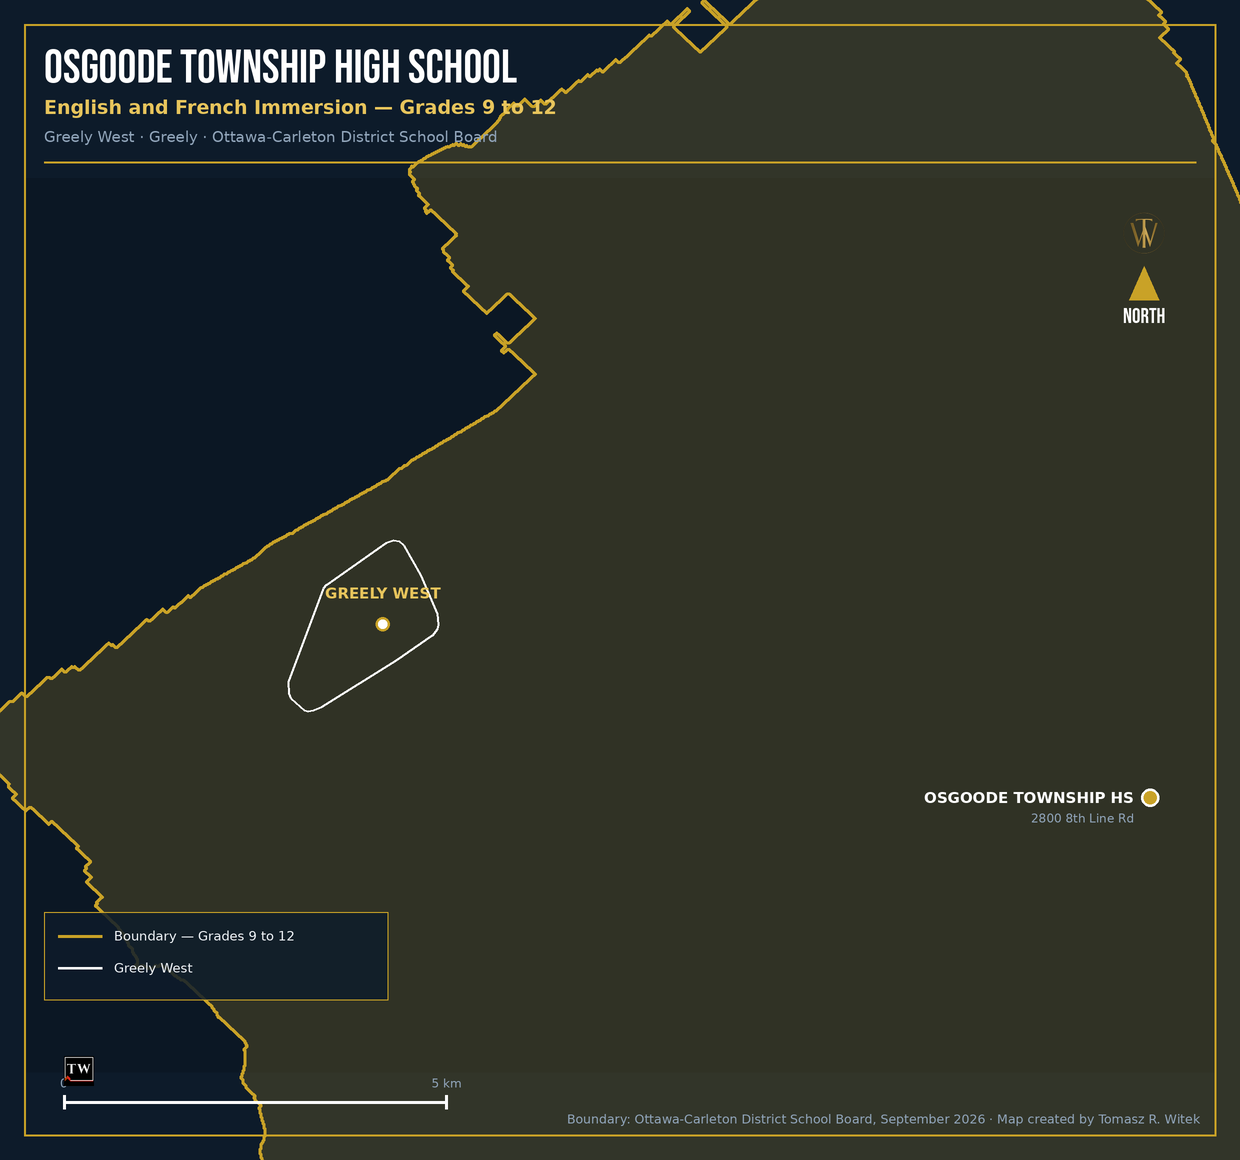 OSGOODE TOWNSHIP HIGH SCHOOL
English and French Immersion — Grades 9 to 12
Greely West · Greely · Ottawa-Carleton District School Board
TW
NORTH
GREELY WEST
OSGOODE TOWNSHIP HS
2800 8th Line Rd
Boundary — Grades 9 to 12
Greely West
TW
0 5 km
Boundary: Ottawa-Carleton District School Board, September 2026 · Map created by Tomasz R. Witek